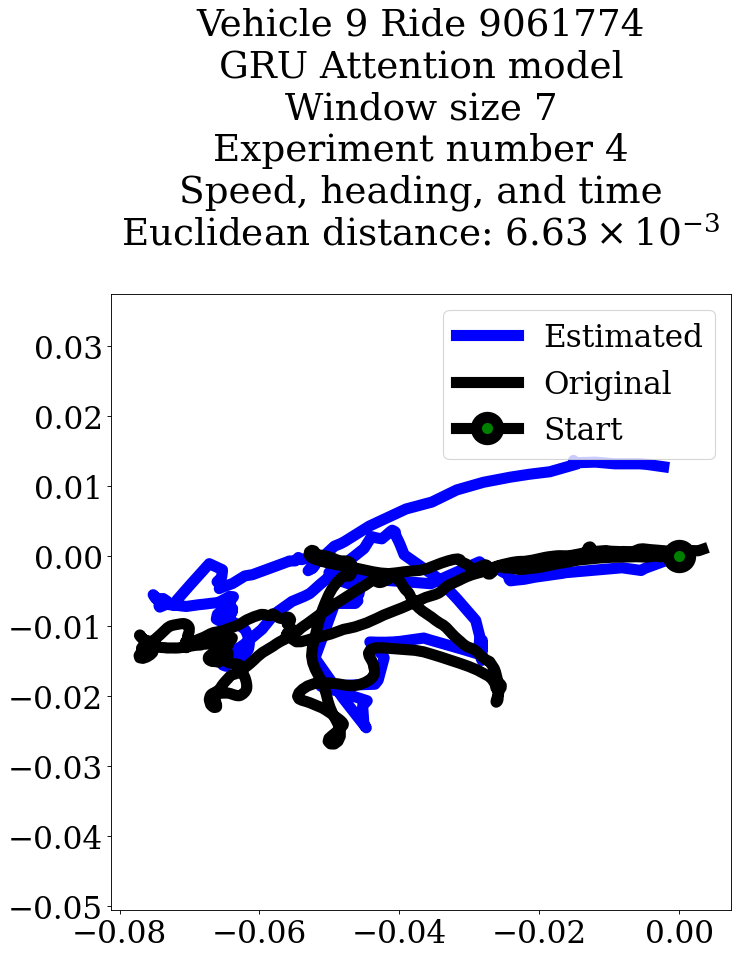 Vehicle 9 Ride 9061774
GRU Attention model
Window size 7
Experiment number 4
Speed, heading, and time
Euclidean distance: 6.63 × 10⁻³
Estimated
Original
Start
0.03
0.02
0.01
0.00
−0.01
−0.02
−0.03
−0.04
−0.05
−0.08
−0.06
−0.04
−0.02
0.00